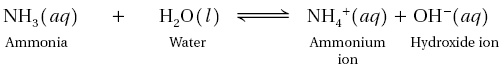 NH₃(aq) + H₂O(l) ⇌ NH₄⁺(aq) + OH⁻(aq)
Ammonia Water Ammonium ion Hydroxide ion